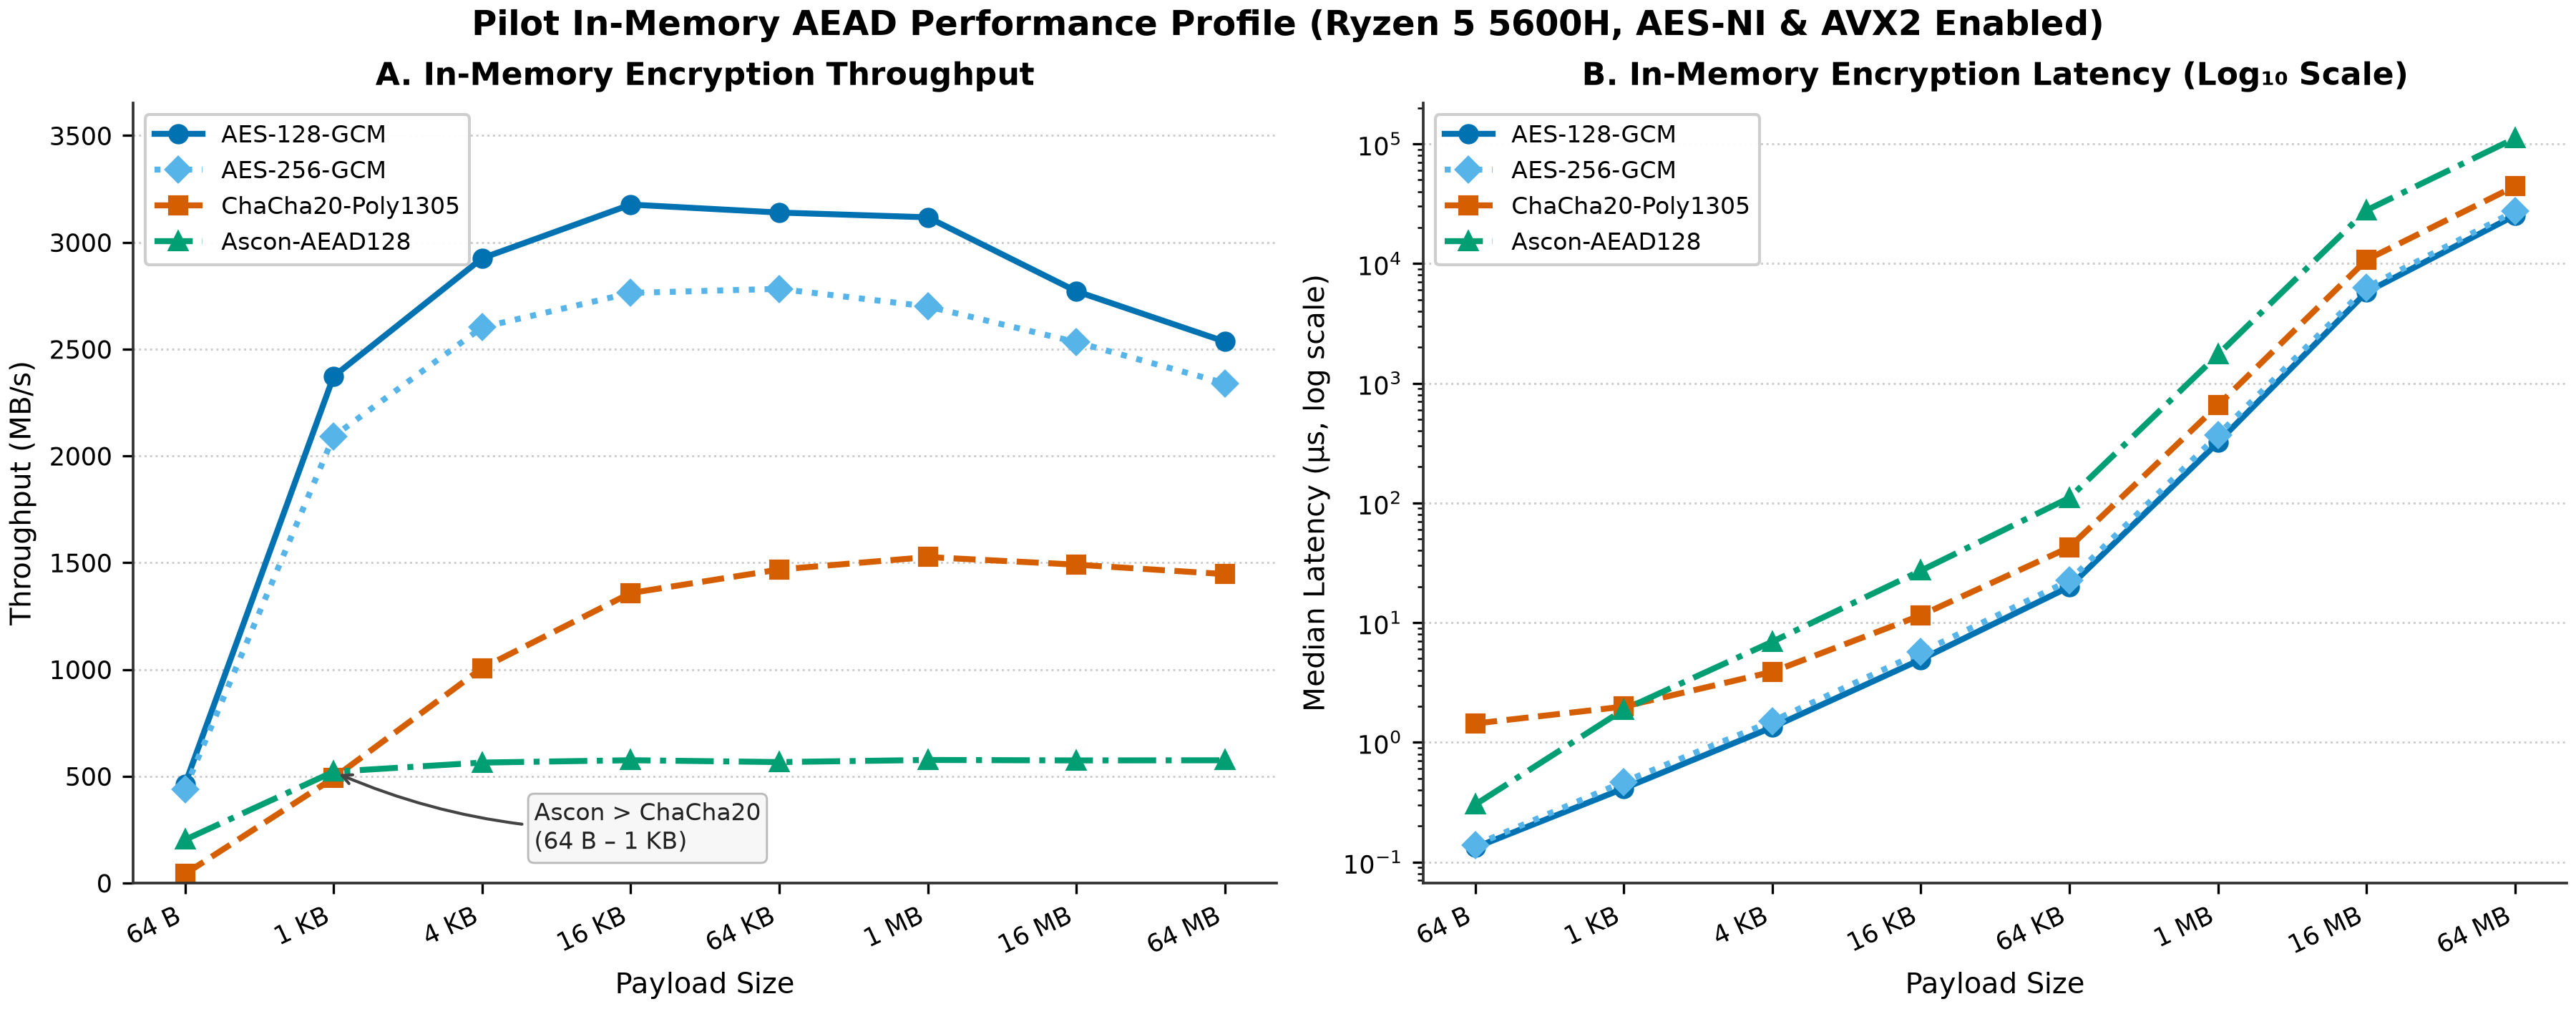 Pilot In-Memory AEAD Performance Profile (Ryzen 5 5600H, AES-NI & AVX2 Enabled)
A. In-Memory Encryption Throughput
Throughput (MB/s)
3500
3000
2500
2000
1500
1000
500
0
AES-128-GCM
AES-256-GCM
ChaCha20-Poly1305
Ascon-AEAD128
Ascon > ChaCha20
(64 B – 1 KB)
64 B
1 KB
4 KB
16 KB
64 KB
1 MB
16 MB
64 MB
Payload Size
B. In-Memory Encryption Latency (Log₁₀ Scale)
Median Latency (µs, log scale)
10⁵
10⁴
10³
10²
10¹
10⁰
10⁻¹
AES-128-GCM
AES-256-GCM
ChaCha20-Poly1305
Ascon-AEAD128
64 B
1 KB
4 KB
16 KB
64 KB
1 MB
16 MB
64 MB
Payload Size